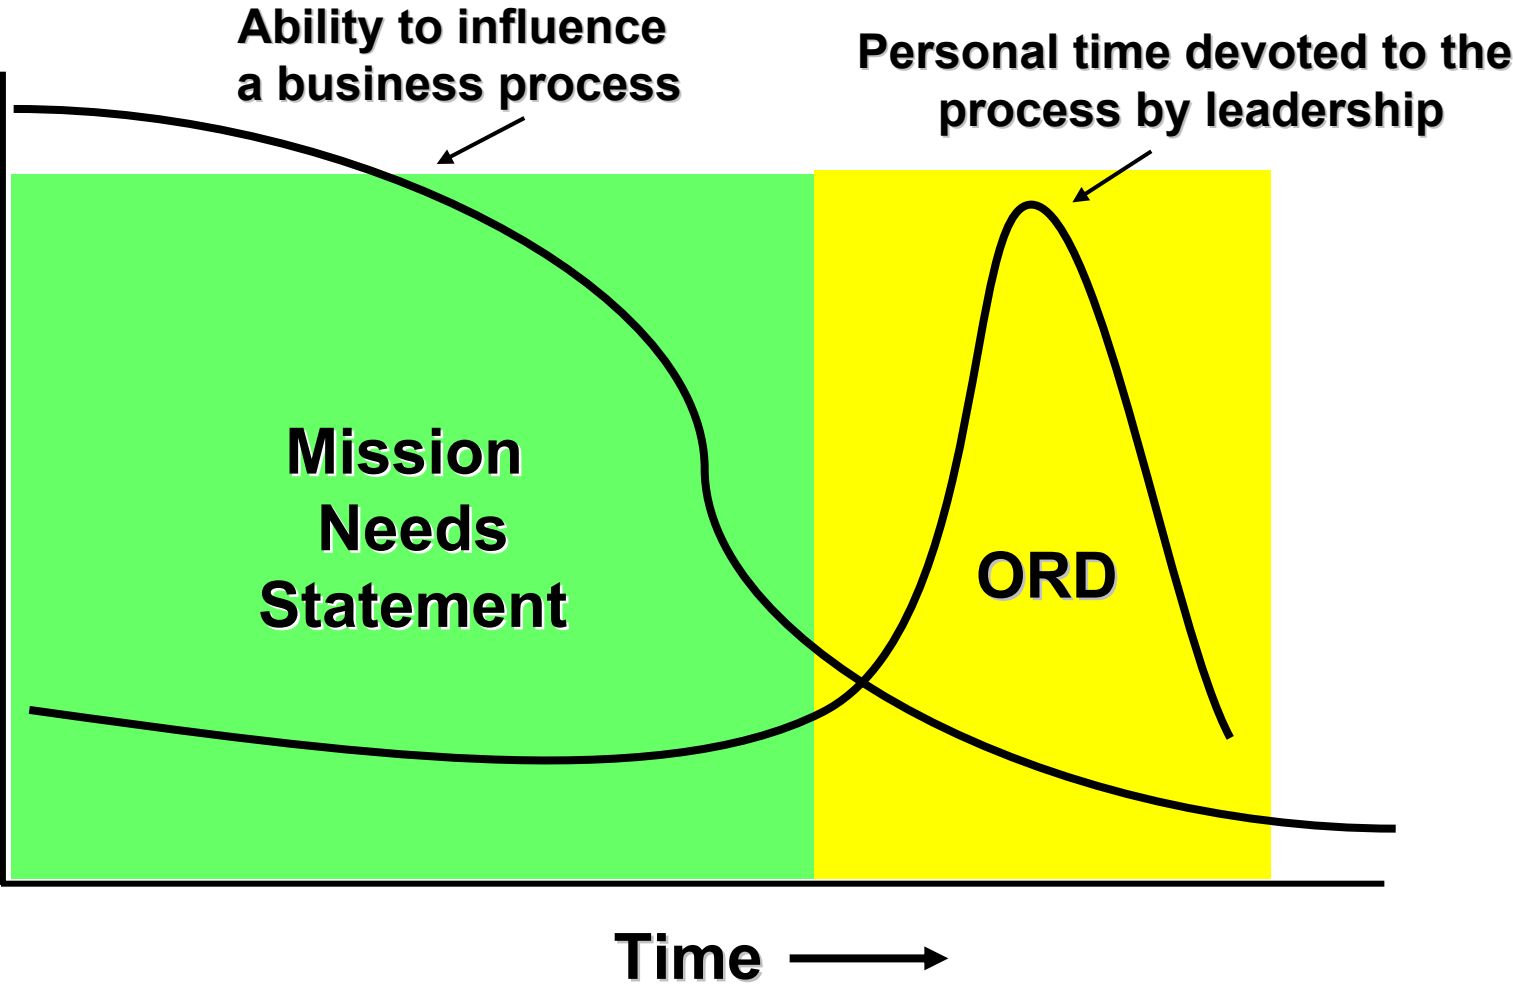 Ability to influence
a business process
Personal time devoted to the
process by leadership
Mission
Needs
Statement
ORD
Time